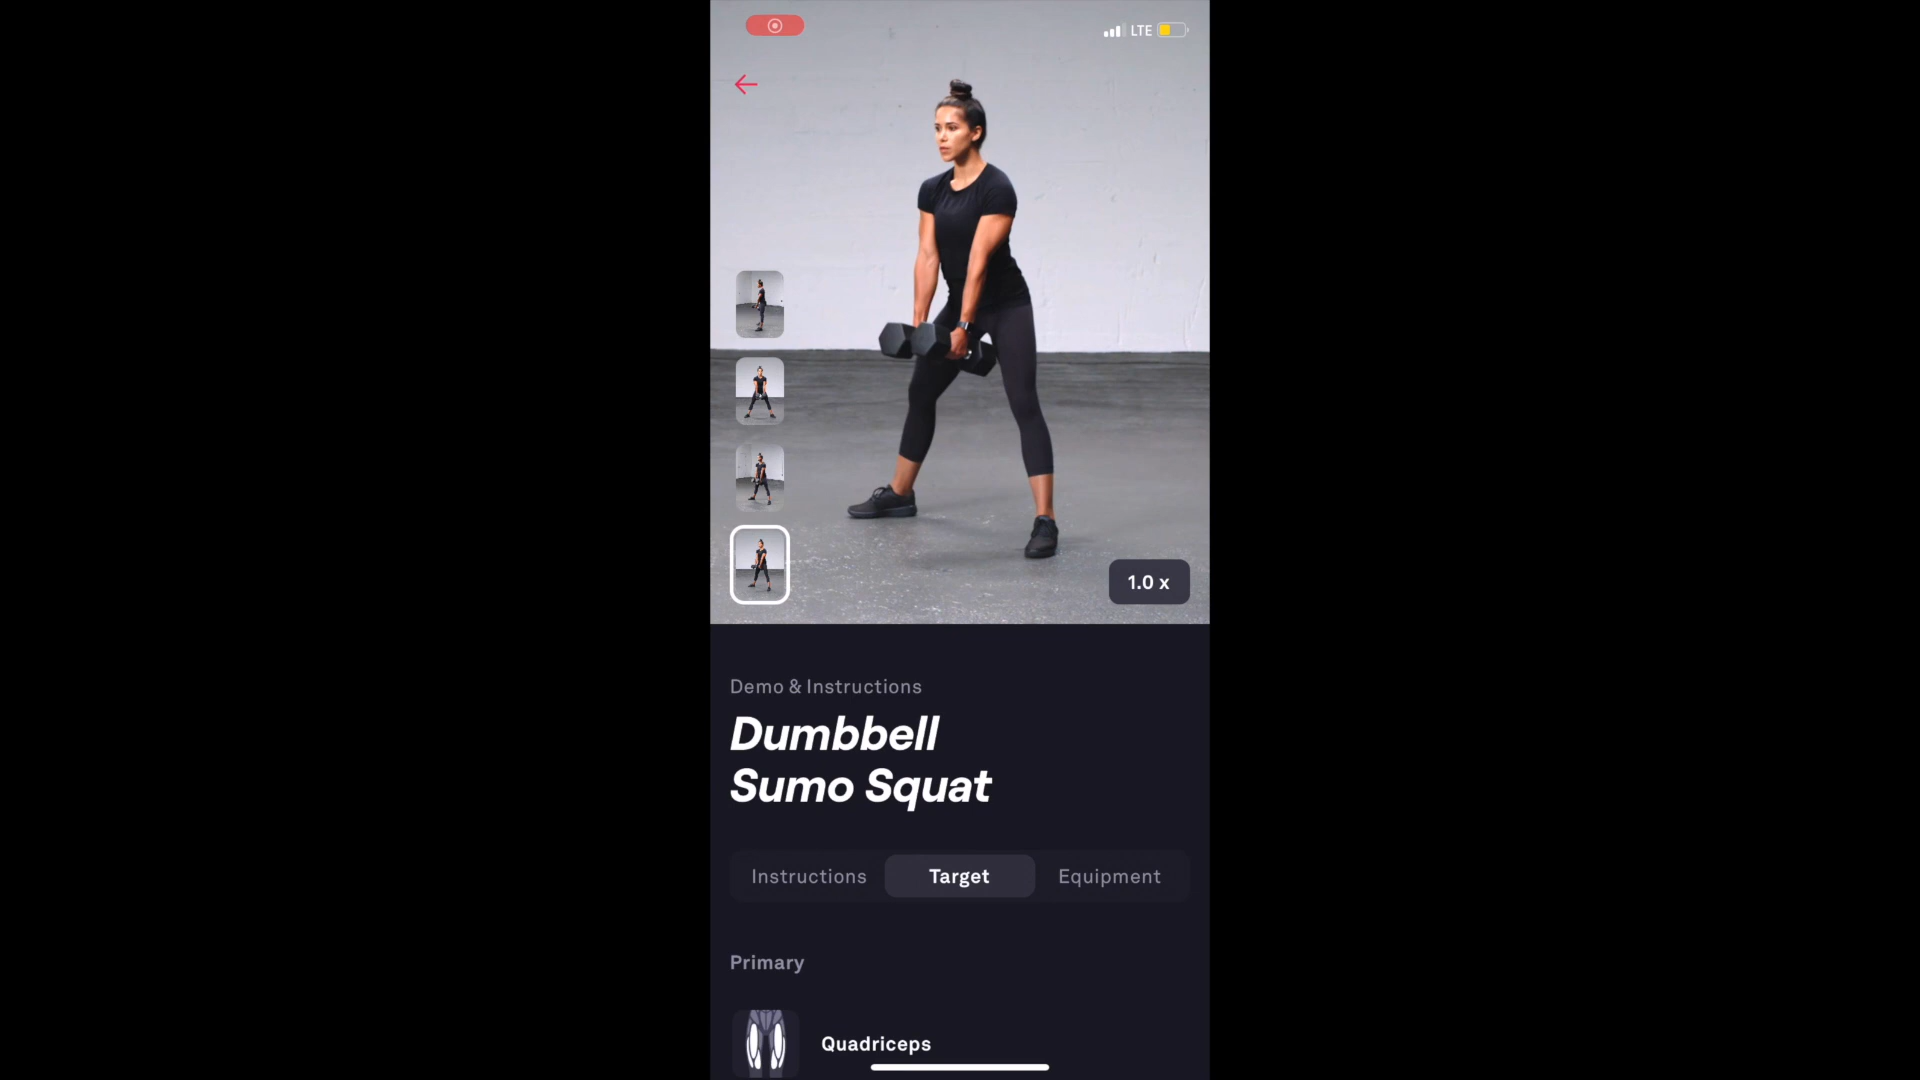 LTE
1.0 x
Demo & Instructions
Dumbbell
Sumo Squat
Instructions Target Equipment
Primary
Quadriceps